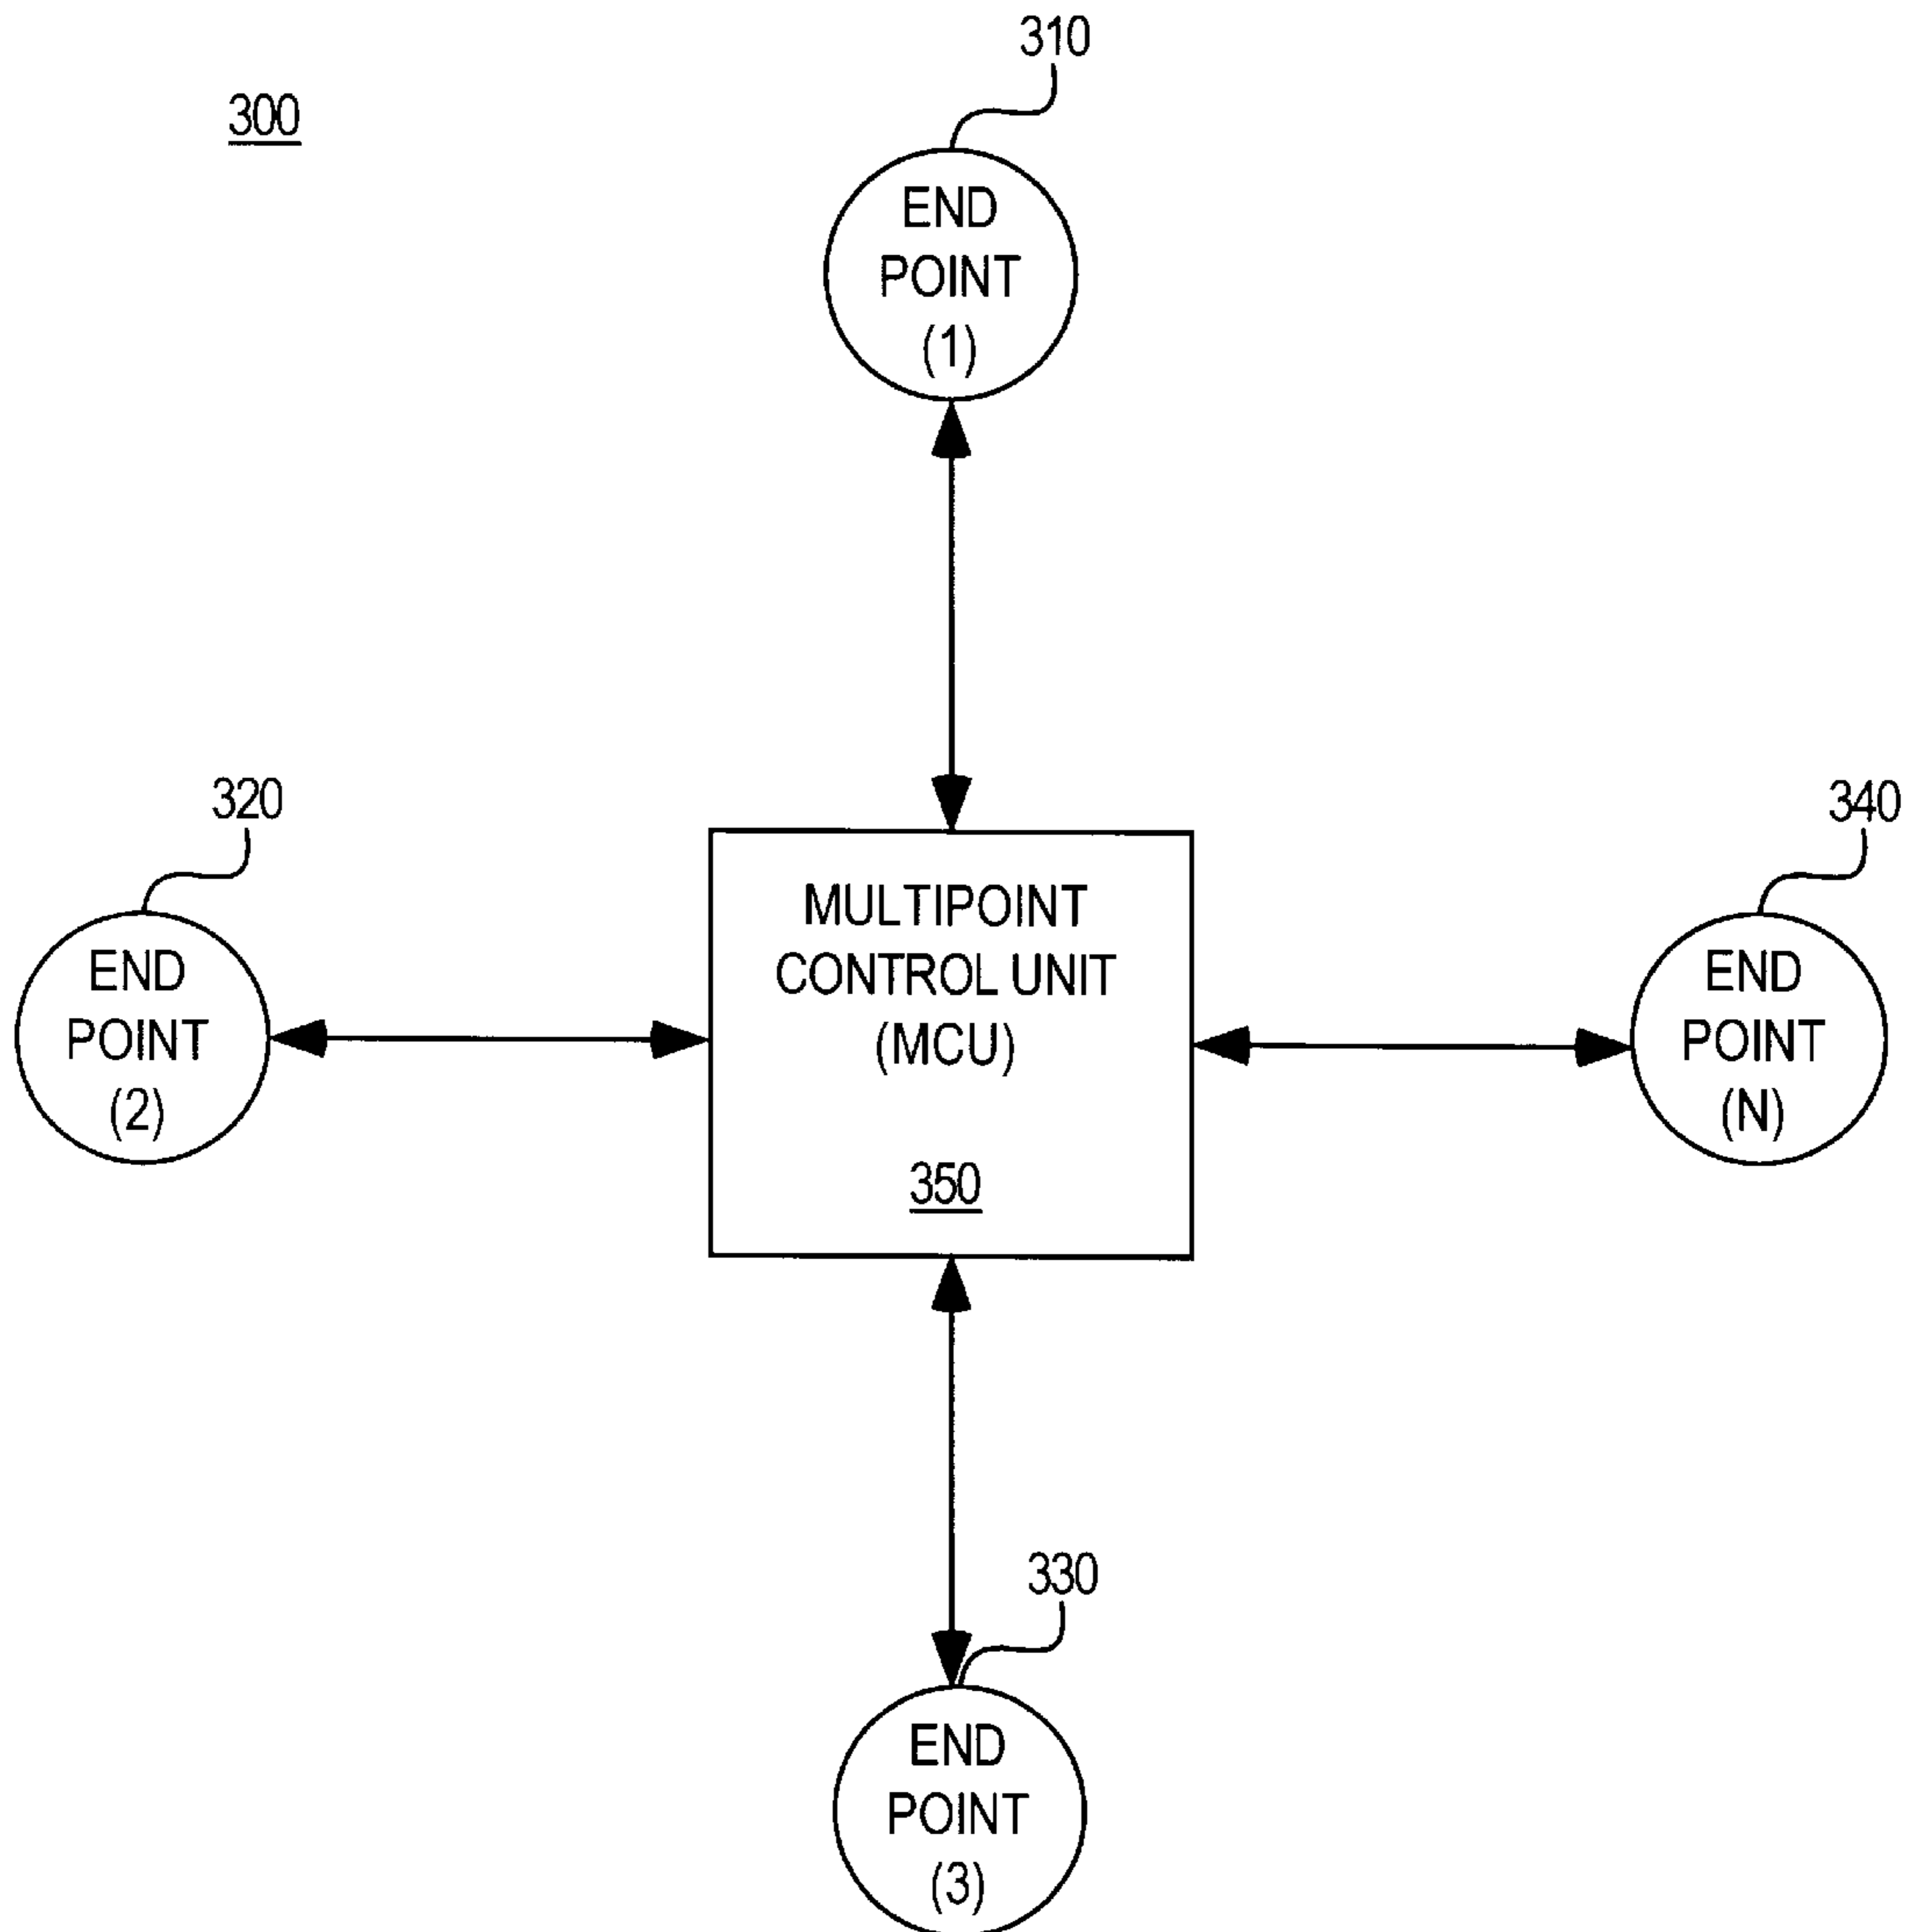 310
300
END
POINT
(1)
320
340
MULTIPOINT
CONTROL UNIT
(MCU)
350
END
POINT
(2)
END
POINT
(N)
330
END
POINT
(3)